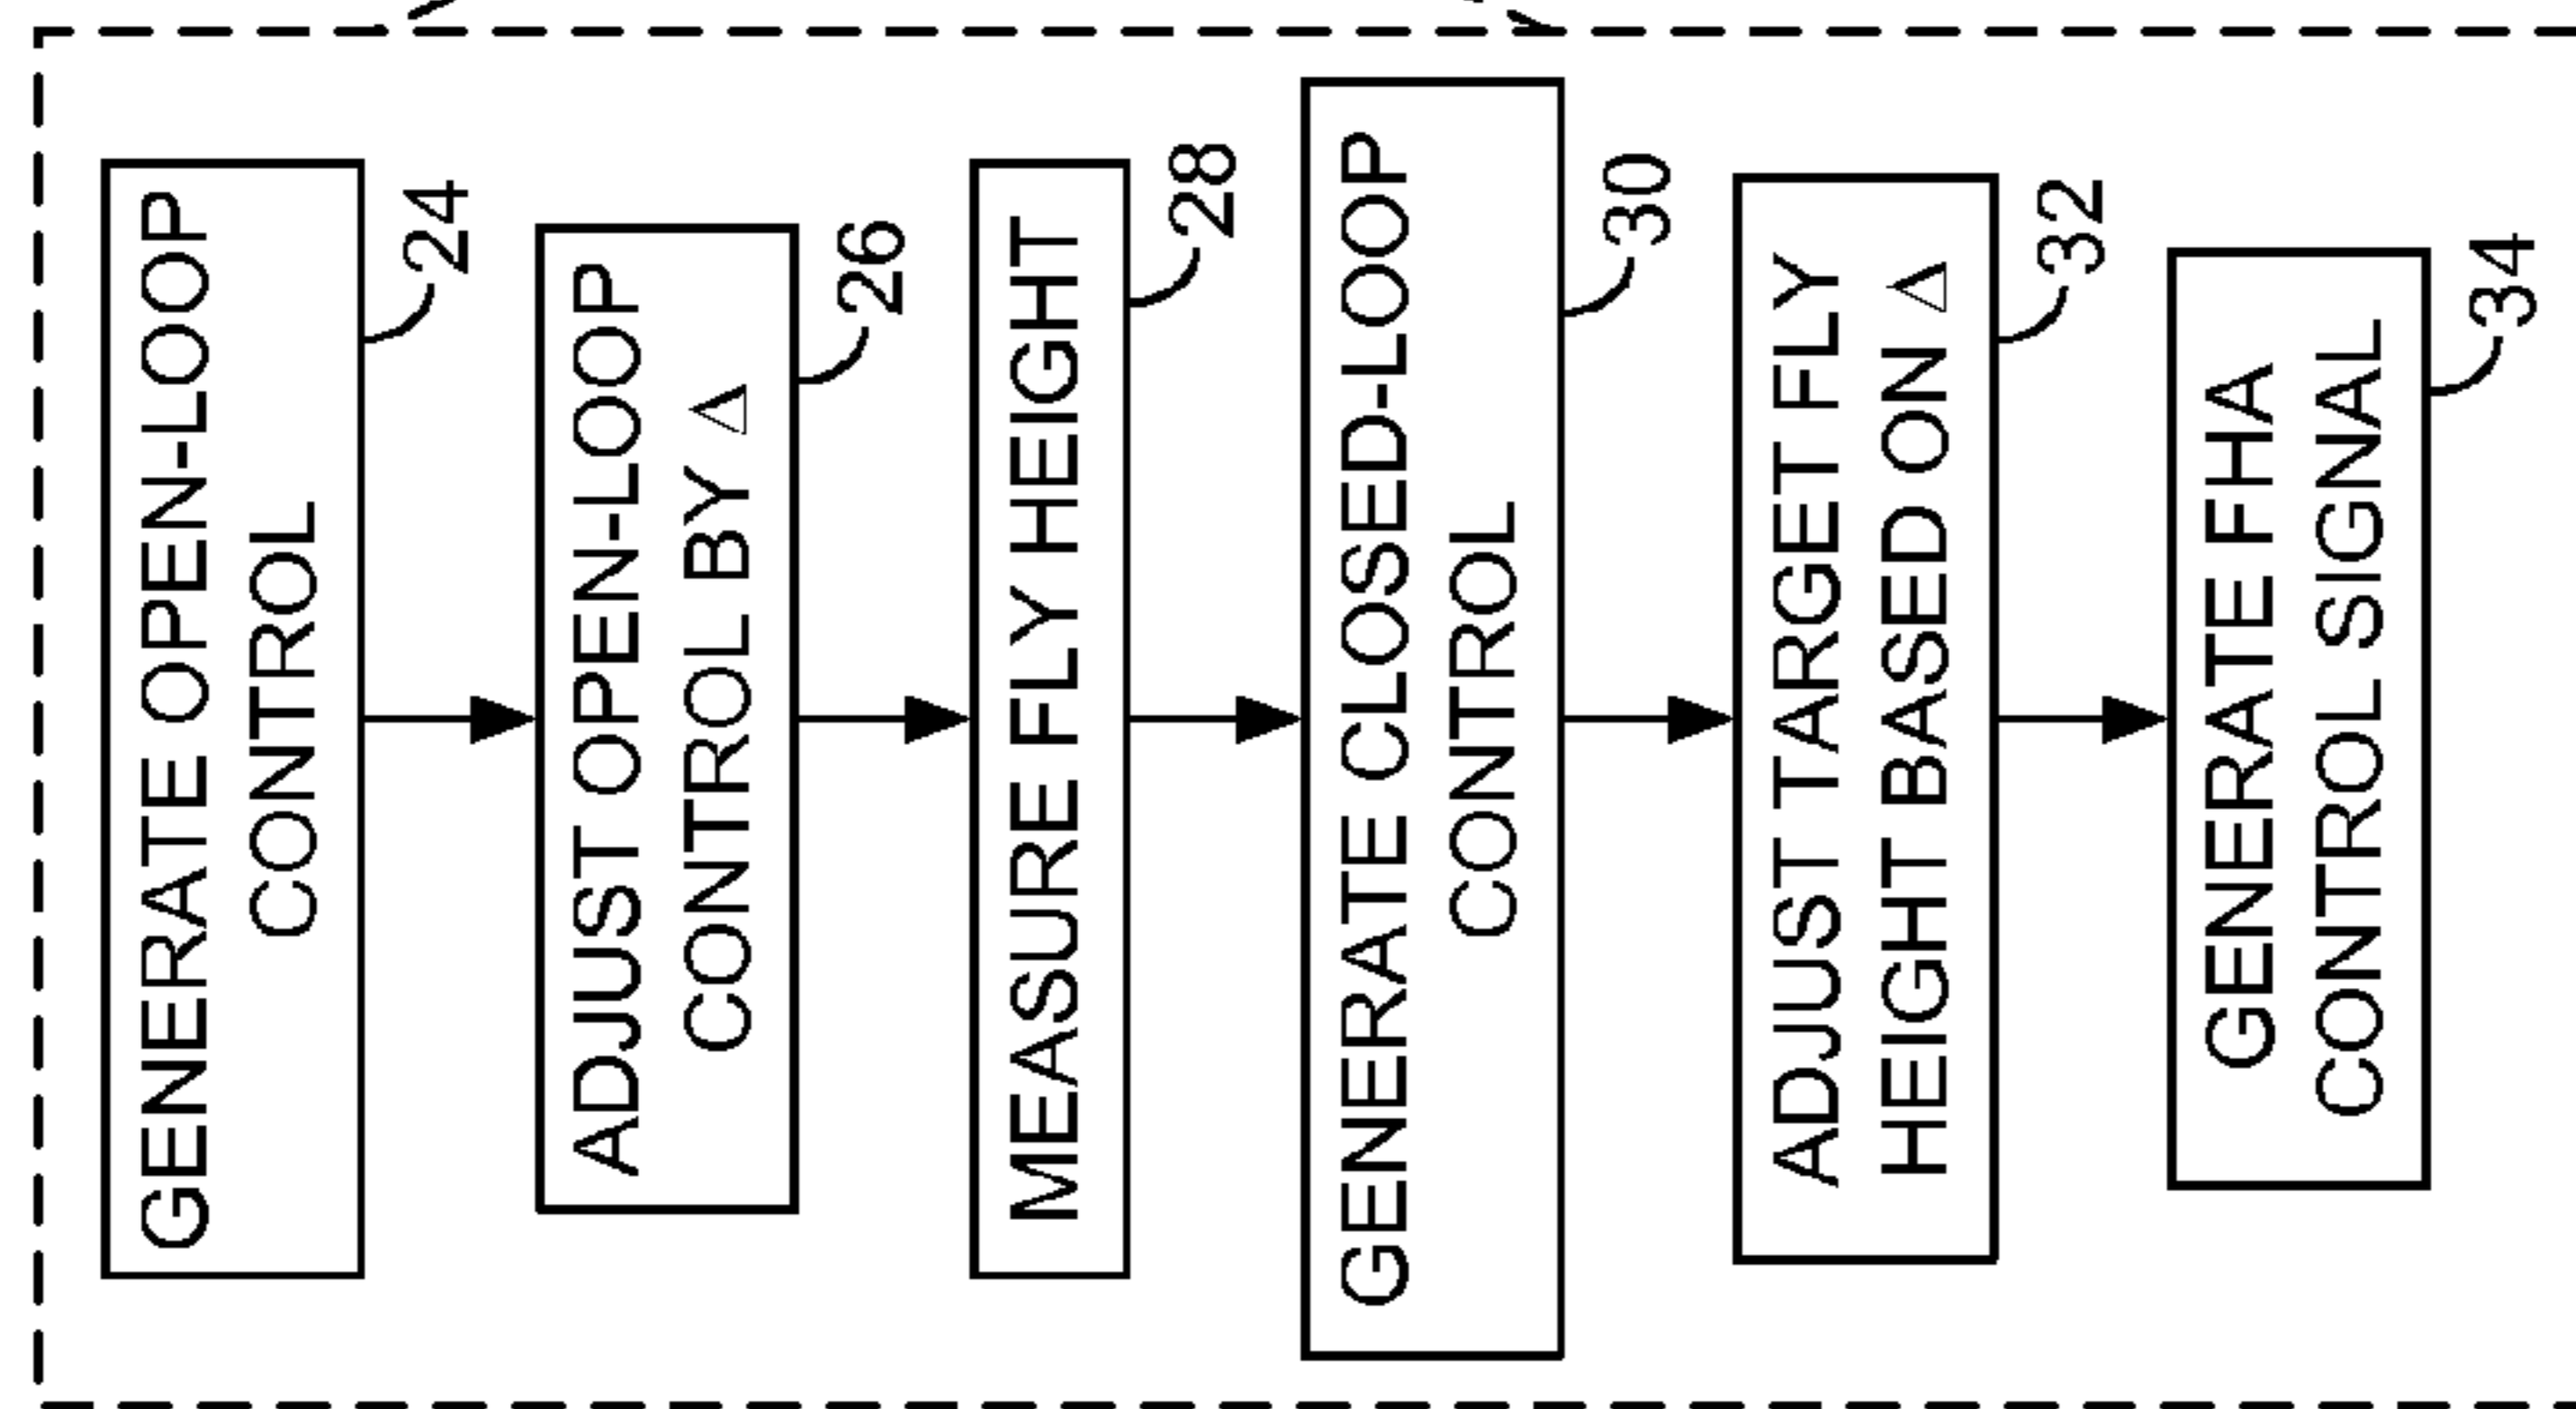 GENERATE OPEN-LOOP
CONTROL
24
ADJUST OPEN-LOOP
CONTROL BY Δ
26
MEASURE FLY HEIGHT
28
GENERATE CLOSED-LOOP
CONTROL
30
ADJUST TARGET FLY
HEIGHT BASED ON Δ
32
GENERATE FHA
CONTROL SIGNAL
34